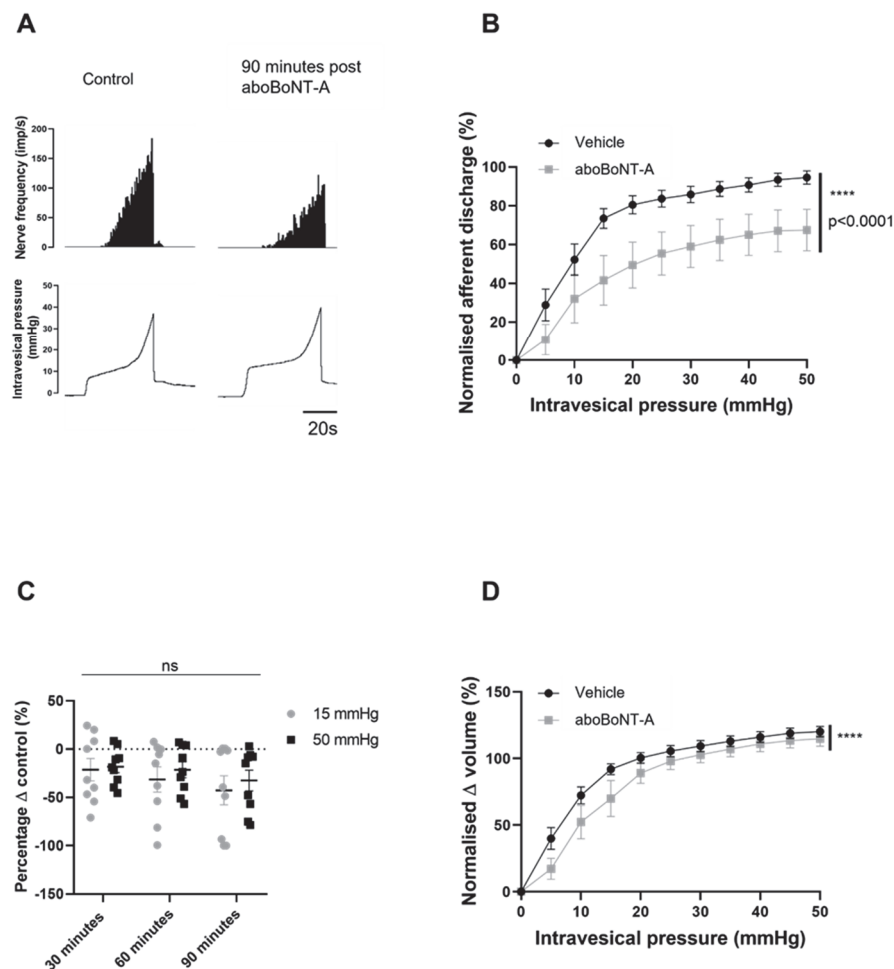 A
Control
90 minutes post
aboBoNT-A
Nerve frequency (imp/s)
200
150
100
50
0
Intravesical pressure
(mmHg)
50
40
30
20
10
0
20s
B
Vehicle
aboBoNT-A
Normalised afferent discharge (%)
100
80
60
40
20
0
0 10 20 30 40 50
Intravesical pressure (mmHg)
****
p<0.0001
C
ns
Percentage Δ control (%)
50
0
-50
-100
-150
30 minutes
60 minutes
90 minutes
15 mmHg
50 mmHg
D
Vehicle
aboBoNT-A
Normalised Δ volume (%)
150
100
50
0
0 10 20 30 40 50
Intravesical pressure (mmHg)
****